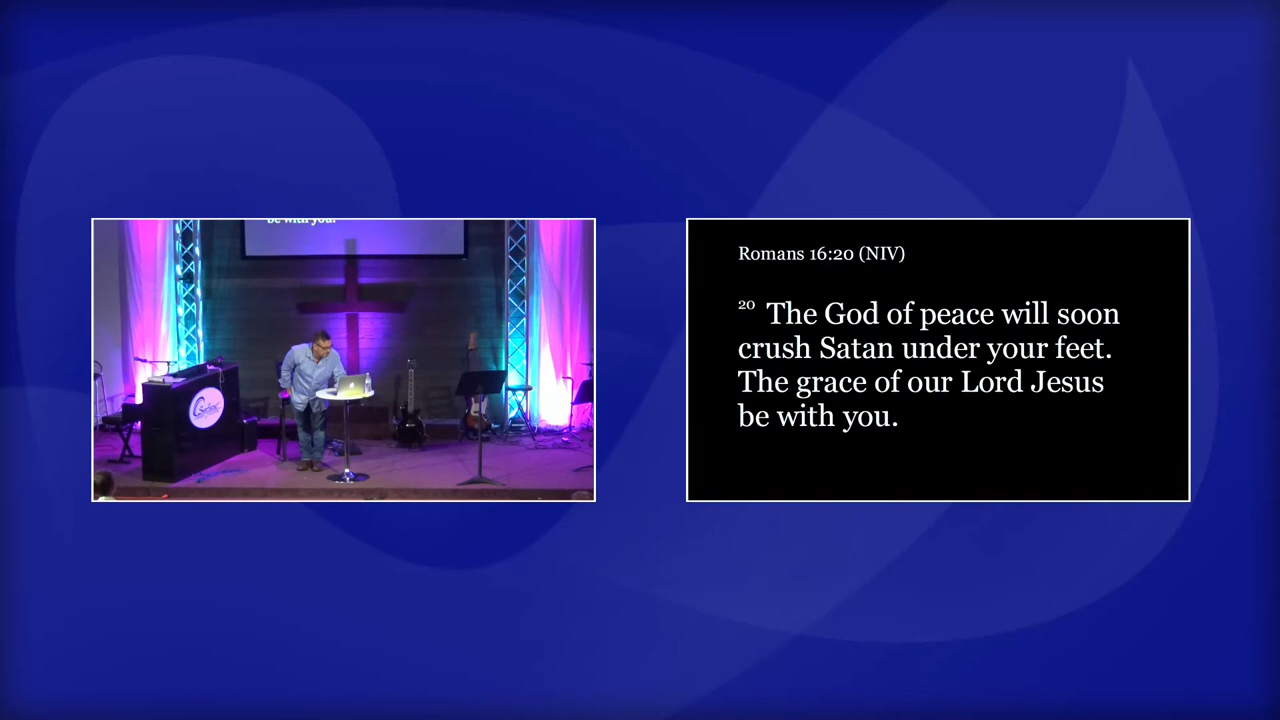 be with you.
Romans 16:20 (NIV)
20 The God of peace will soon
crush Satan under your feet.
The grace of our Lord Jesus
be with you.